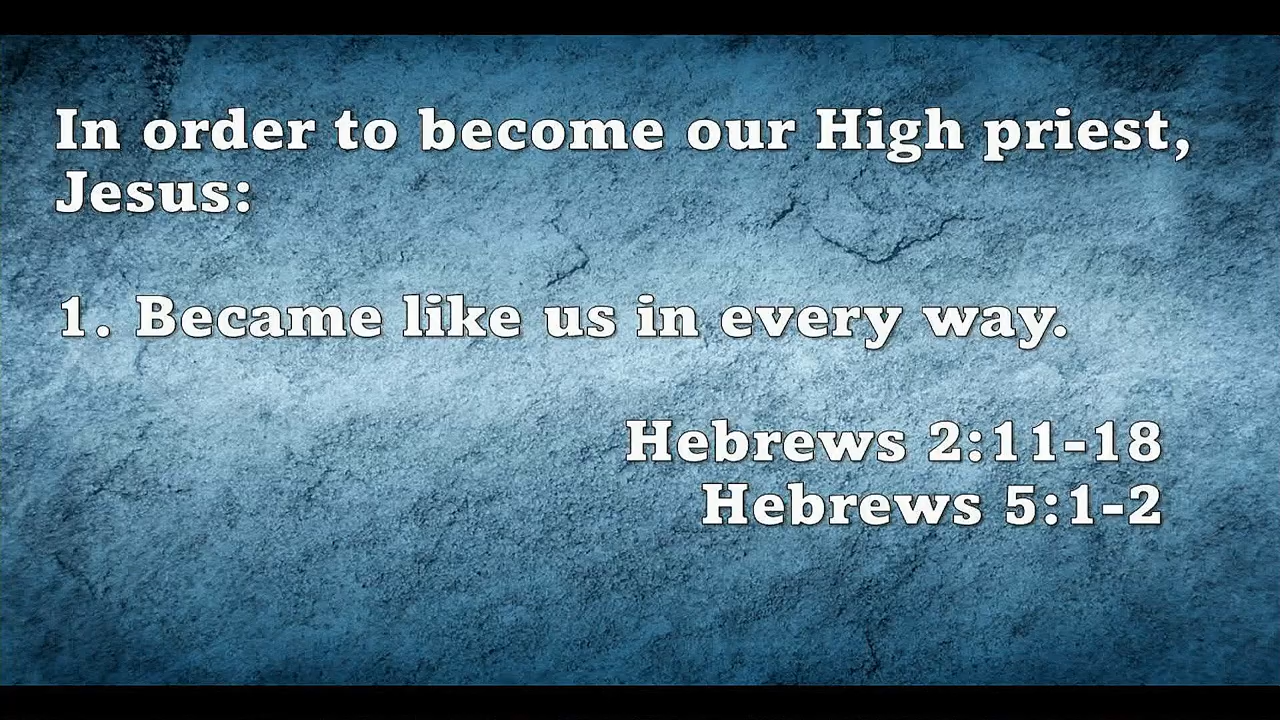 In order to become our High priest,
Jesus:
1. Became like us in every way.
Hebrews 2:11-18
Hebrews 5:1-2